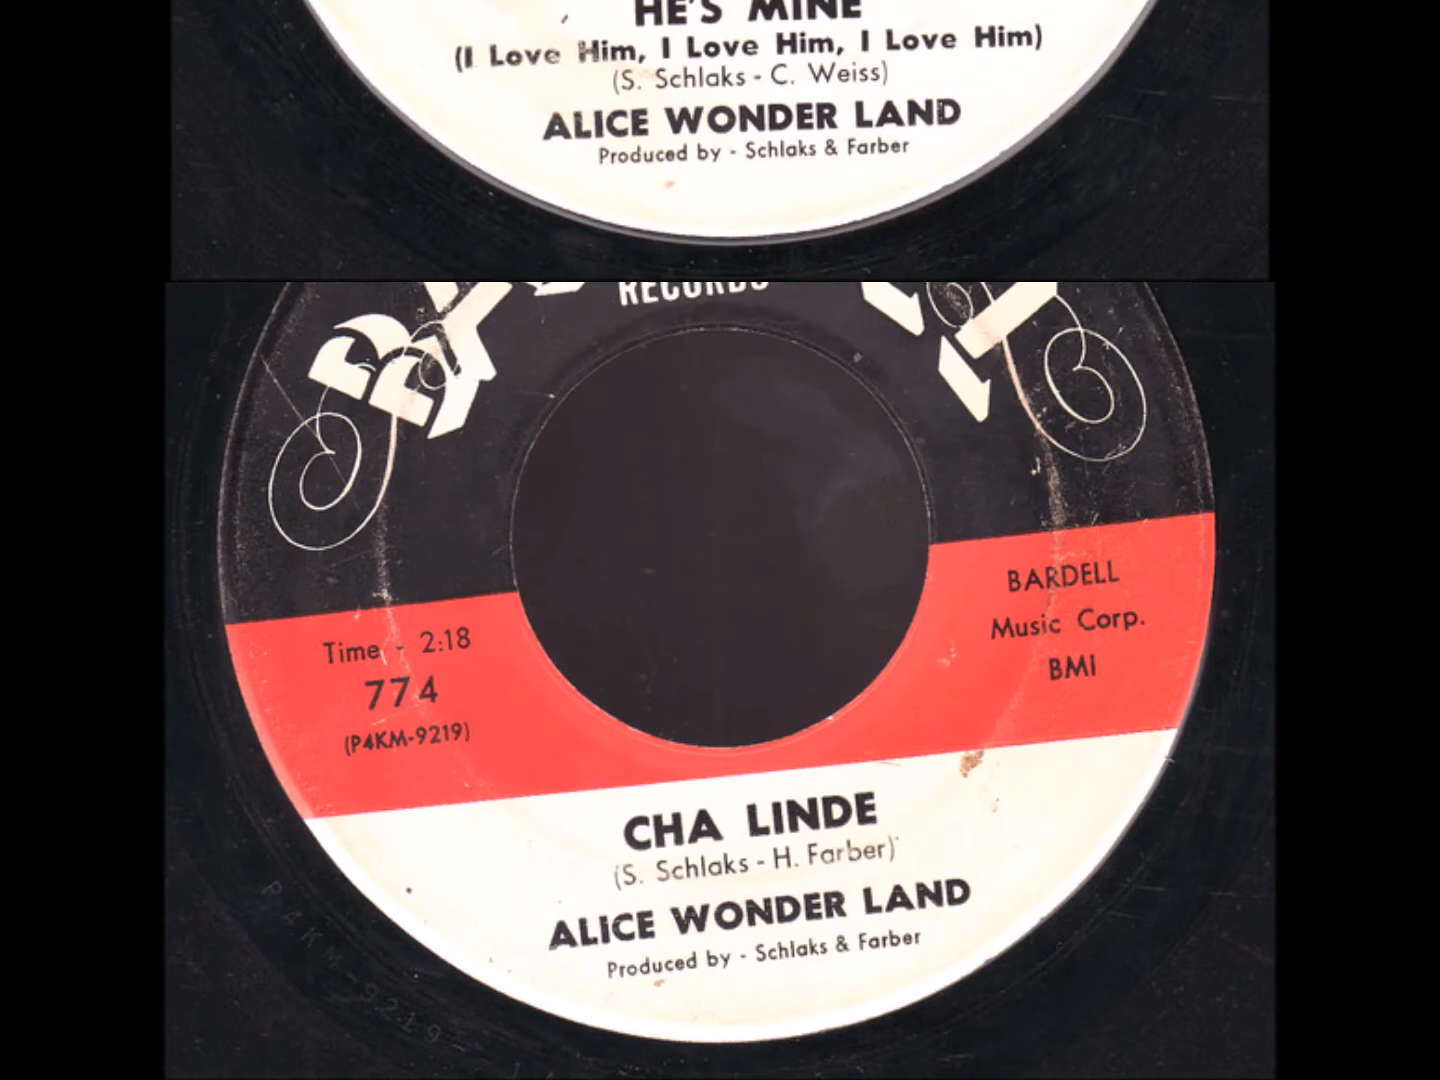 HE'S MINE
(I Love Him, I Love Him, I Love Him)
(S. Schlaks - C. Weiss)
ALICE WONDER LAND
Produced by - Schlaks & Farber
RECORDS
Time - 2:18
774
(P4KM-9219)
BARDELL
Music Corp.
BMI
CHA LINDE
(S. Schlaks - H. Farber)
ALICE WONDER LAND
Produced by - Schlaks & Farber
P4KM-9219